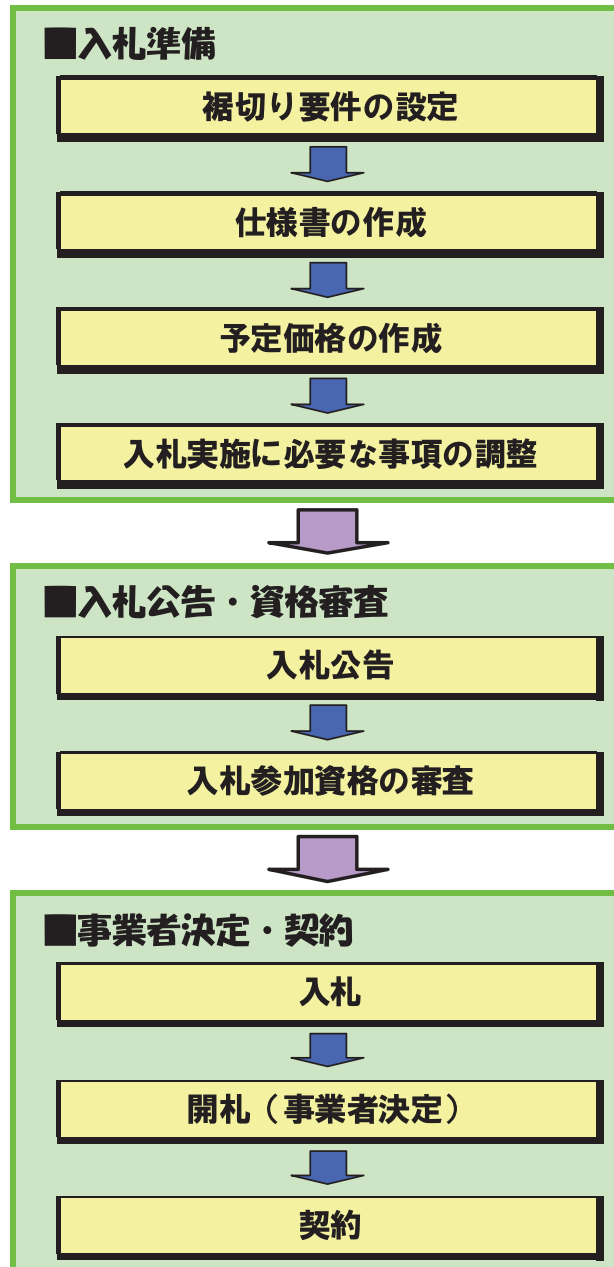 ■入札準備
裾切り要件の設定
仕様書の作成
予定価格の作成
入札実施に必要な事項の調整
■入札公告・資格審査
入札公告
入札参加資格の審査
■事業者決定・契約
入札
開札（事業者決定）
契約